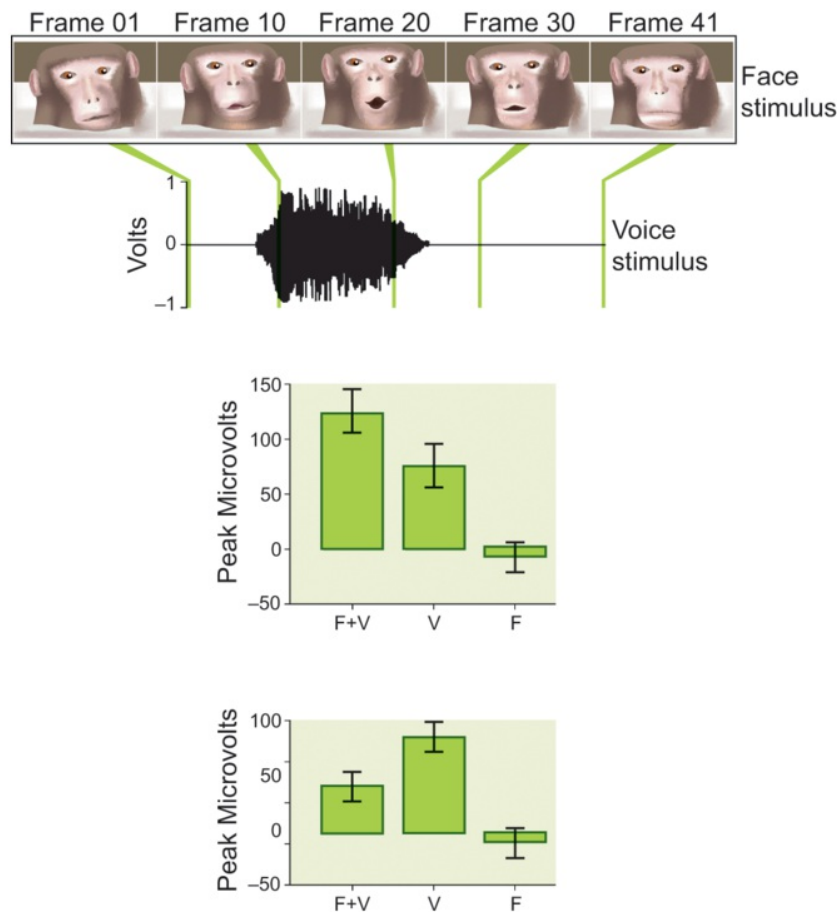 Frame 01 Frame 10 Frame 20 Frame 30 Frame 41
Face
stimulus
1
0
–1
Volts
Voice
stimulus
150
100
50
0
–50
Peak Microvolts
F+V V F
100
50
0
–50
Peak Microvolts
F+V V F